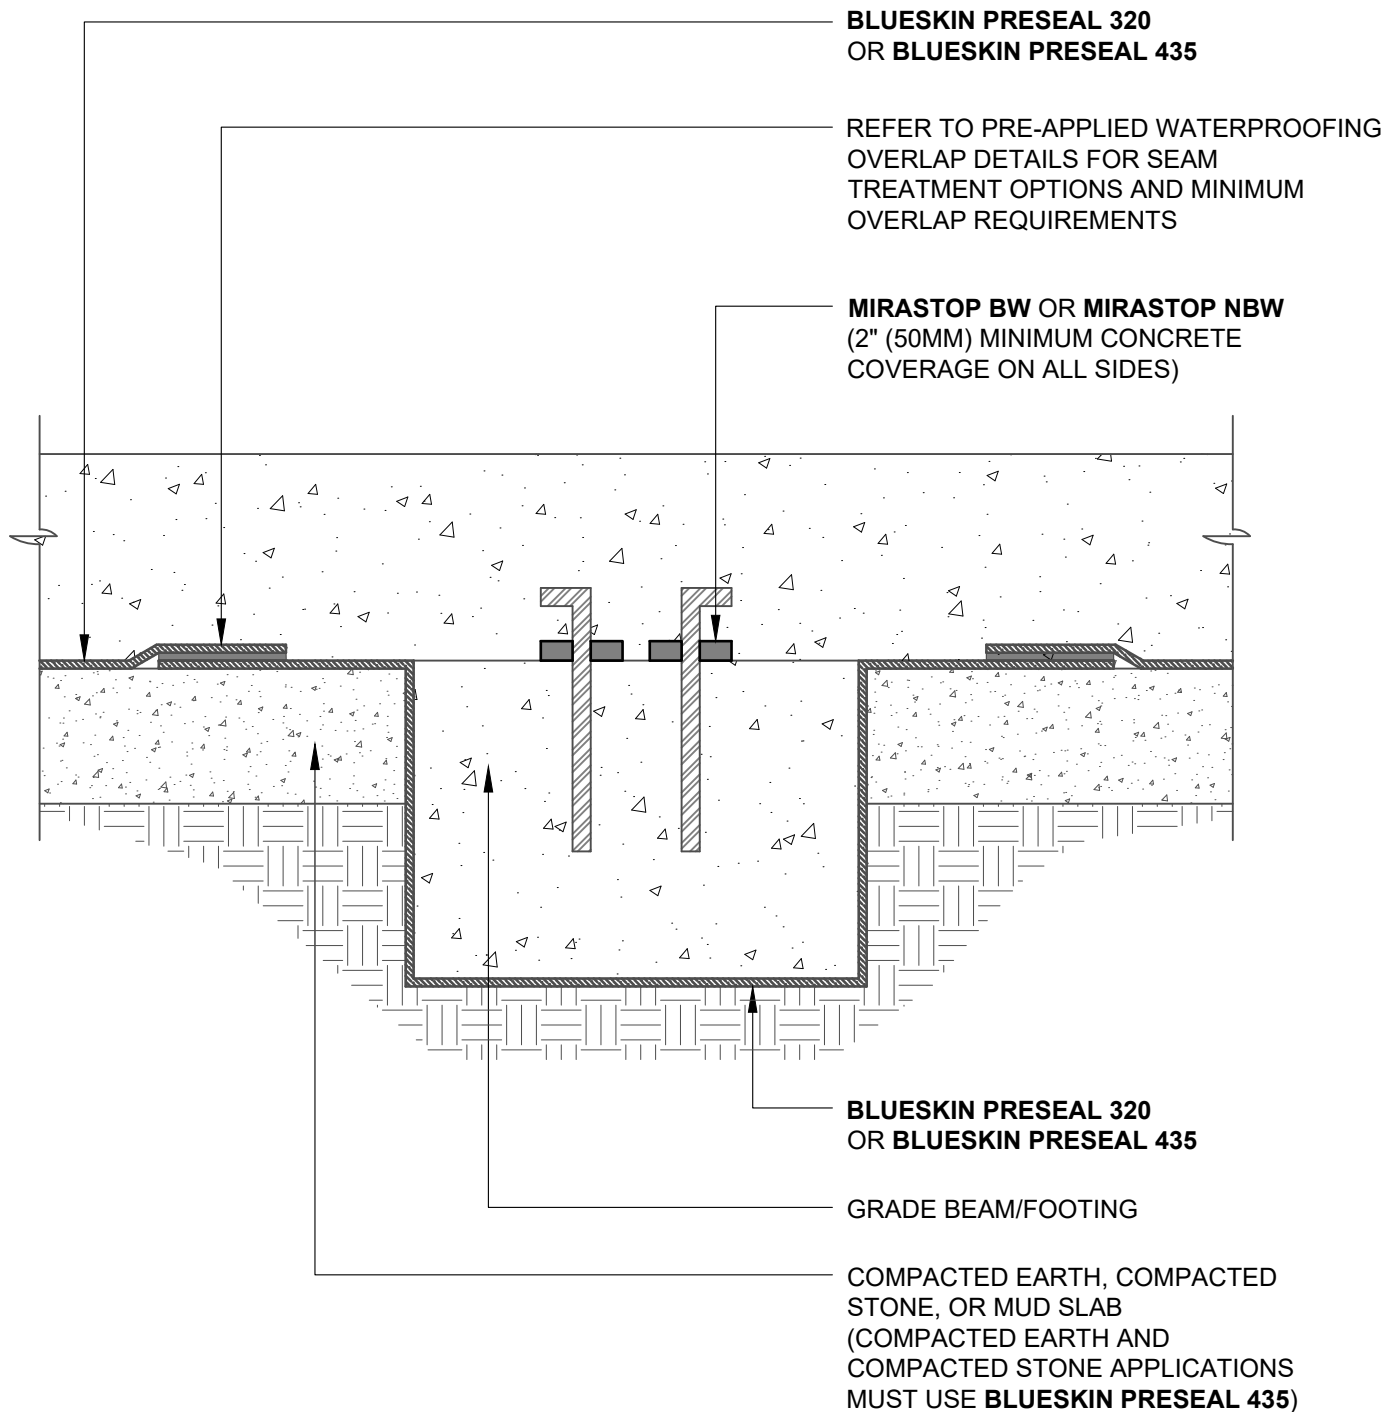 BLUESKIN PRESEAL 320
OR BLUESKIN PRESEAL 435
REFER TO PRE-APPLIED WATERPROOFING
OVERLAP DETAILS FOR SEAM
TREATMENT OPTIONS AND MINIMUM
OVERLAP REQUIREMENTS
MIRASTOP BW OR MIRASTOP NBW
(2" (50MM) MINIMUM CONCRETE
COVERAGE ON ALL SIDES)
BLUESKIN PRESEAL 320
OR BLUESKIN PRESEAL 435
GRADE BEAM/FOOTING
COMPACTED EARTH, COMPACTED
STONE, OR MUD SLAB
(COMPACTED EARTH AND
COMPACTED STONE APPLICATIONS
MUST USE BLUESKIN PRESEAL 435)